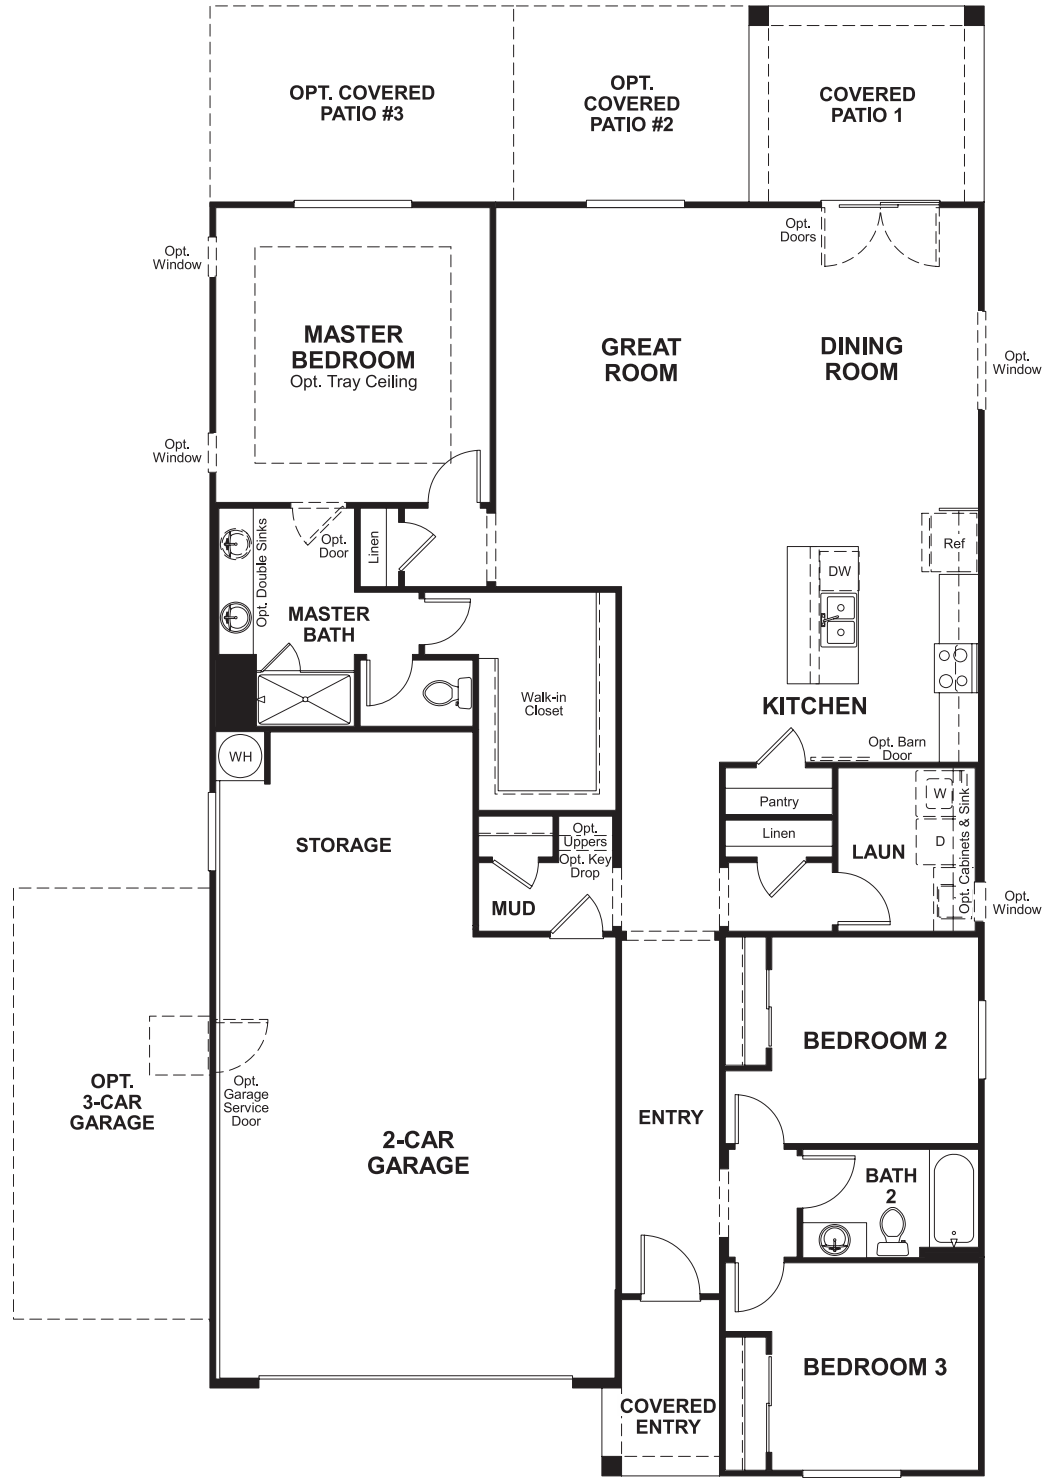 OPT. COVERED
PATIO #3
OPT.
COVERED
PATIO #2
COVERED
PATIO 1
Opt.
Window
Opt.
Doors
MASTER
BEDROOM
Opt. Tray Ceiling
GREAT
ROOM
DINING
ROOM
Opt.
Window
Opt.
Window
Opt. Double Sinks
Opt.
Door
Linen
Ref
DW
MASTER
BATH
Walk-in
Closet
KITCHEN
Opt. Barn
Door
WH
Pantry
Linen
W
D
Opt. Cabinets & Sink
LAUN
Opt.
Window
STORAGE
Opt.
Uppers
Opt. Key
Drop
MUD
BEDROOM 2
OPT.
3-CAR
GARAGE
Opt.
Garage
Service
Door
2-CAR
GARAGE
ENTRY
BATH
2
BEDROOM 3
COVERED
ENTRY